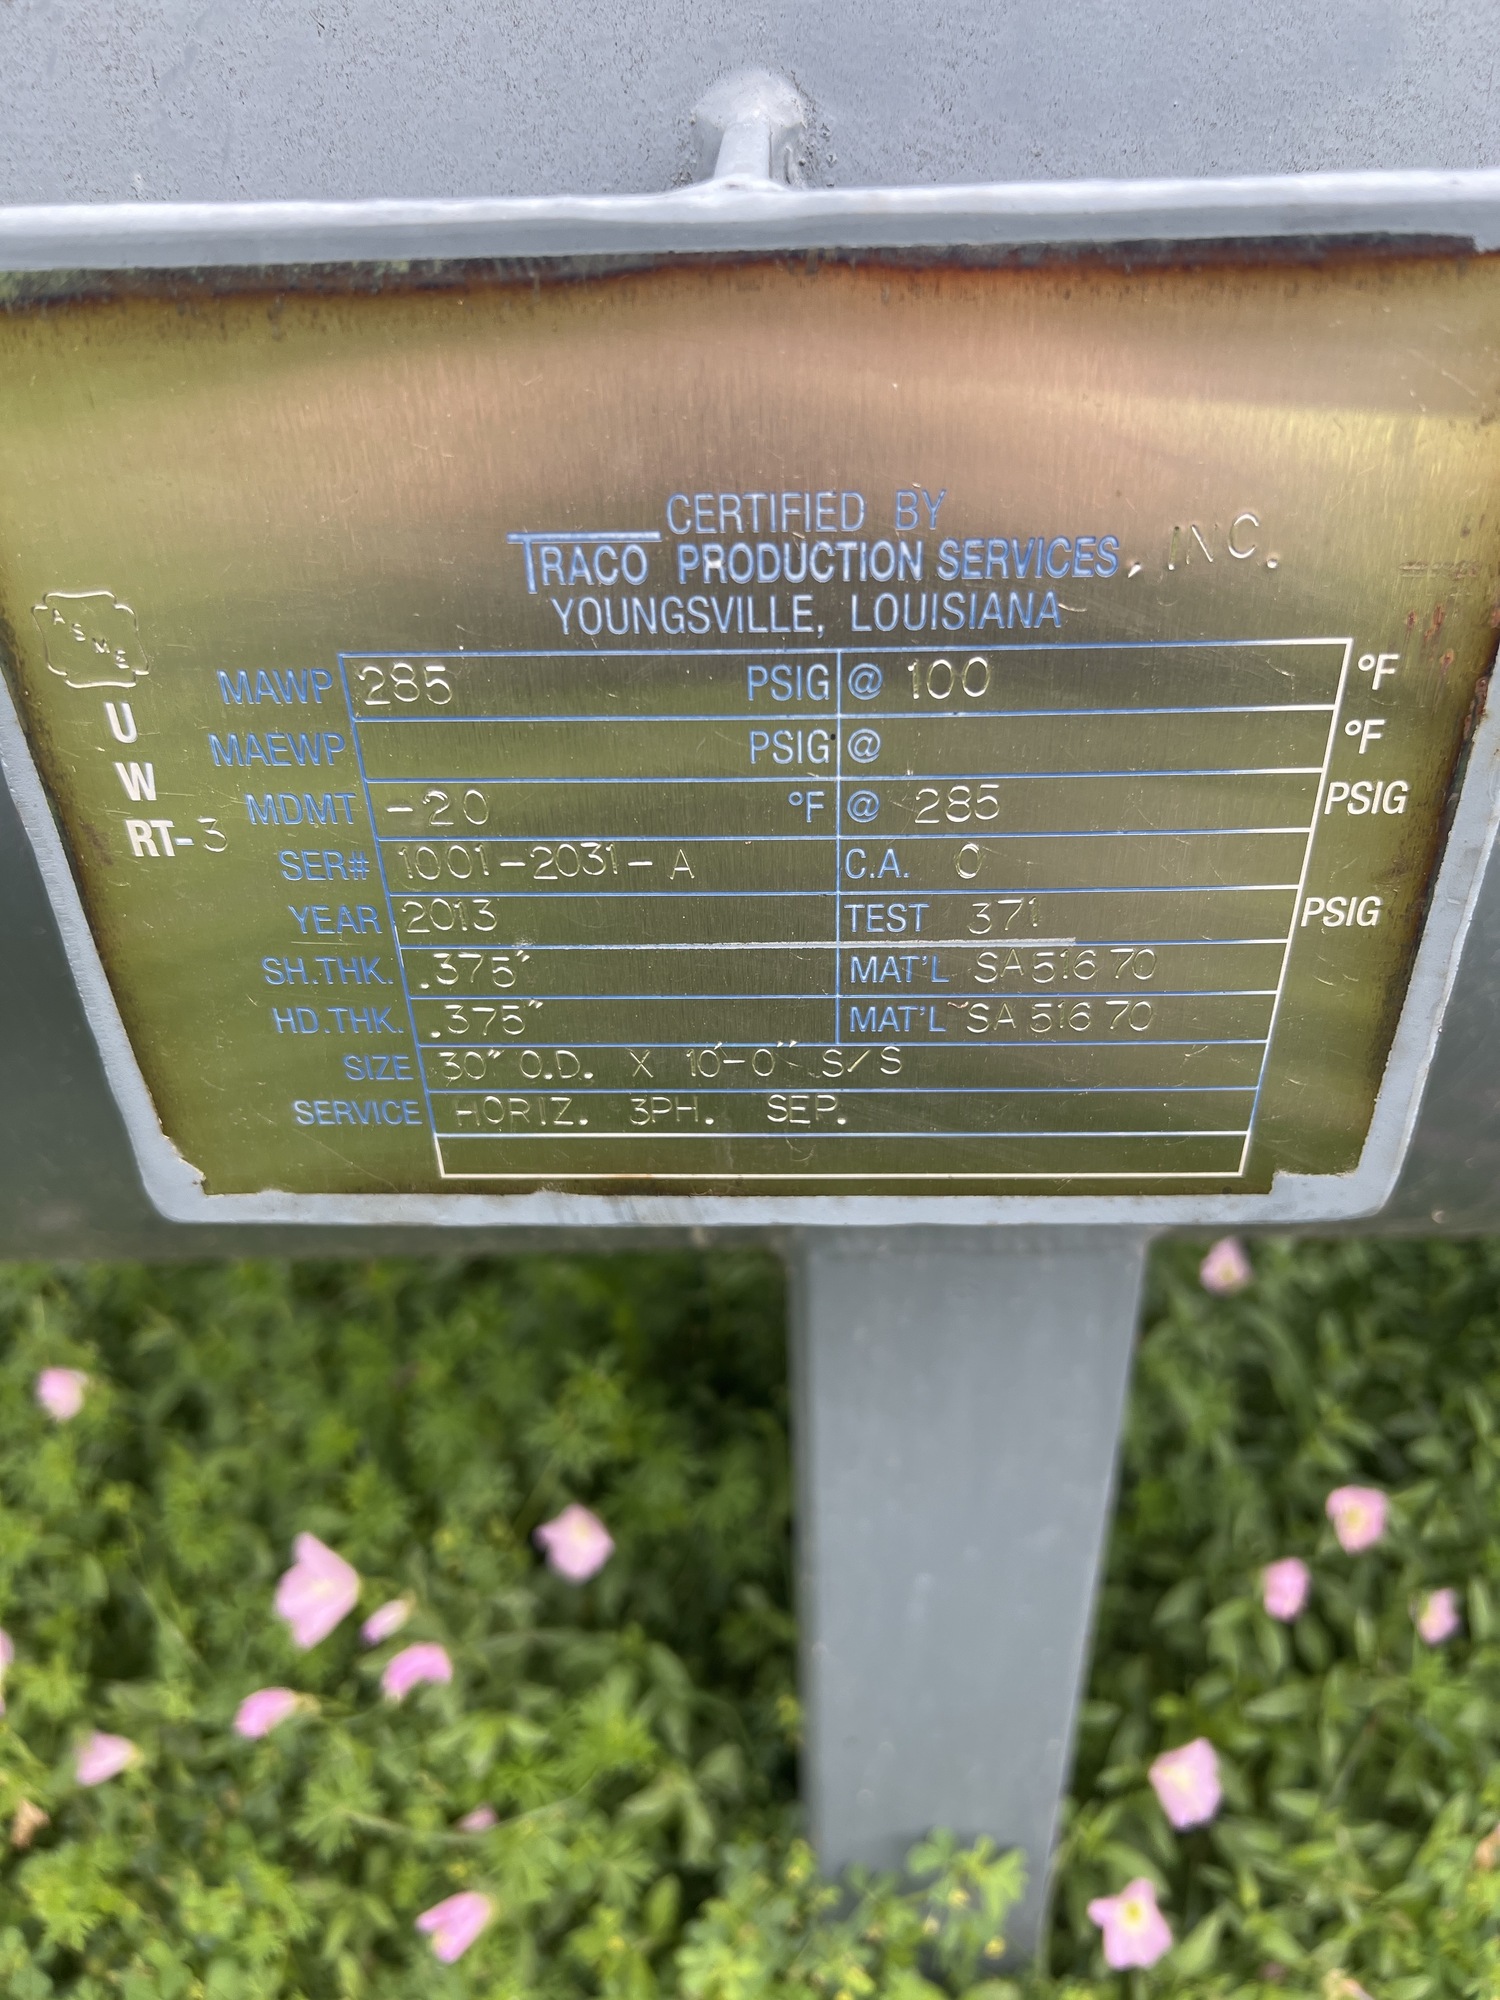 CERTIFIED BY
TRACO PRODUCTION SERVICES, INC.
YOUNGSVILLE, LOUISIANA
ASME
U
W
RT-3
MAWP 285 PSIG @ 100 °F
MAEWP PSIG @ °F
MDMT -20 °F @ 285 PSIG
SER# 1001-2031-A C.A. 0
YEAR 2013 TEST 371 PSIG
SH.THK. .375" MAT'L SA 516 70
HD.THK. .375" MAT'L SA 516 70
SIZE 30" O.D. X 10'-0" S/S
SERVICE HORIZ. 3PH. SEP.